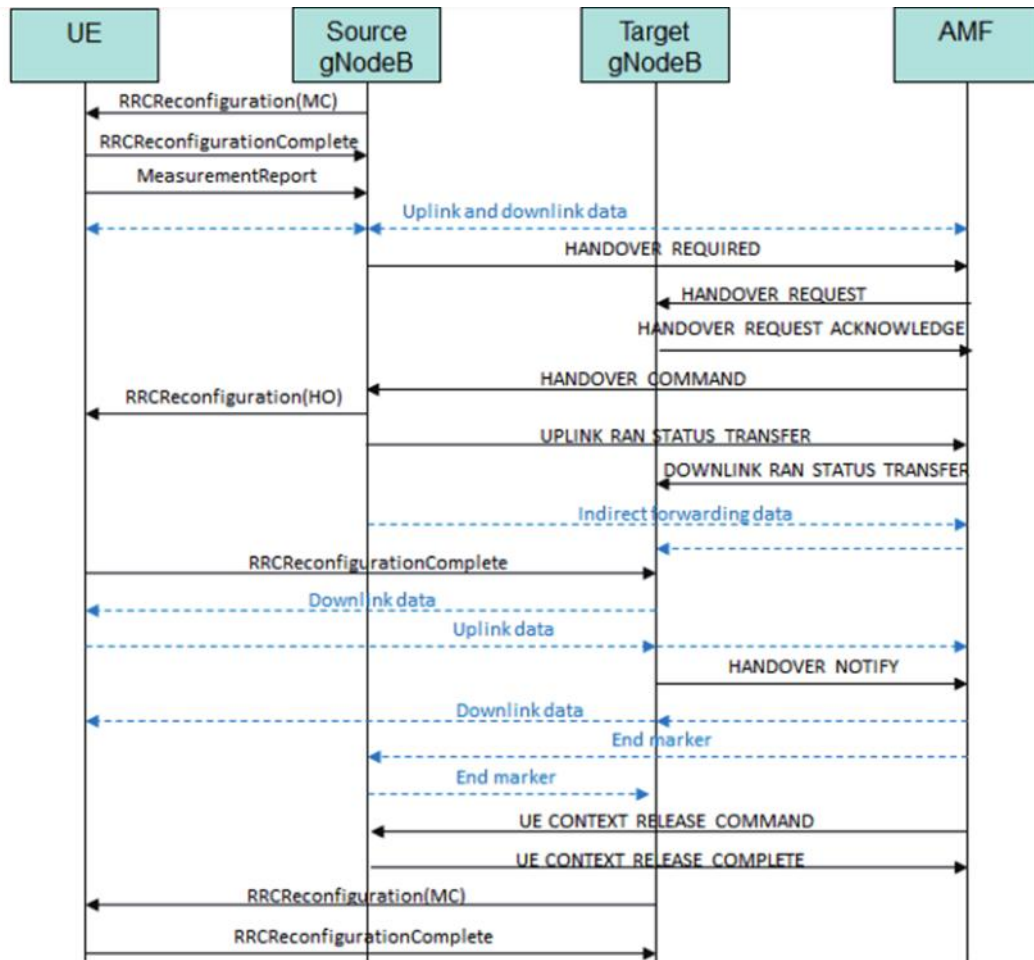 UE
Source
gNodeB
Target
gNodeB
AMF
RRCReconfiguration(MC)
RRCReconfigurationComplete
MeasurementReport
Uplink and downlink data
HANDOVER REQUIRED
HANDOVER REQUEST
HANDOVER REQUEST ACKNOWLEDGE
HANDOVER COMMAND
RRCReconfiguration(HO)
UPLINK RAN STATUS TRANSFER
DOWNLINK RAN STATUS TRANSFER
Indirect forwarding data
RRCReconfigurationComplete
Downlink data
Uplink data
HANDOVER NOTIFY
Downlink data
End marker
End marker
UE CONTEXT RELEASE COMMAND
UE CONTEXT RELEASE COMPLETE
RRCReconfiguration(MC)
RRCReconfigurationComplete